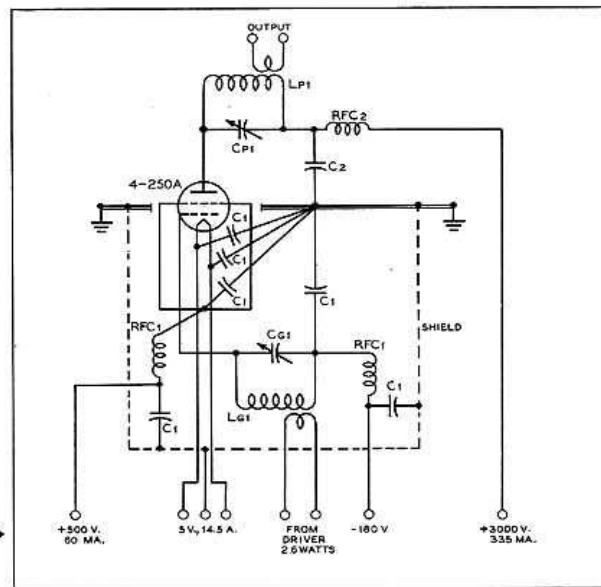 OUTPUT
LP1
RFC2
CP1
C2
4-250A
C1
C1
C1
C1
RFC1
CG1
RFC1
SHIELD
C1
LG1
C1
+500 V.
60 MA.
5 V., 14.5 A.
FROM
DRIVER
2.6 WATTS
-180 V.
+3000 V.
335 MA.